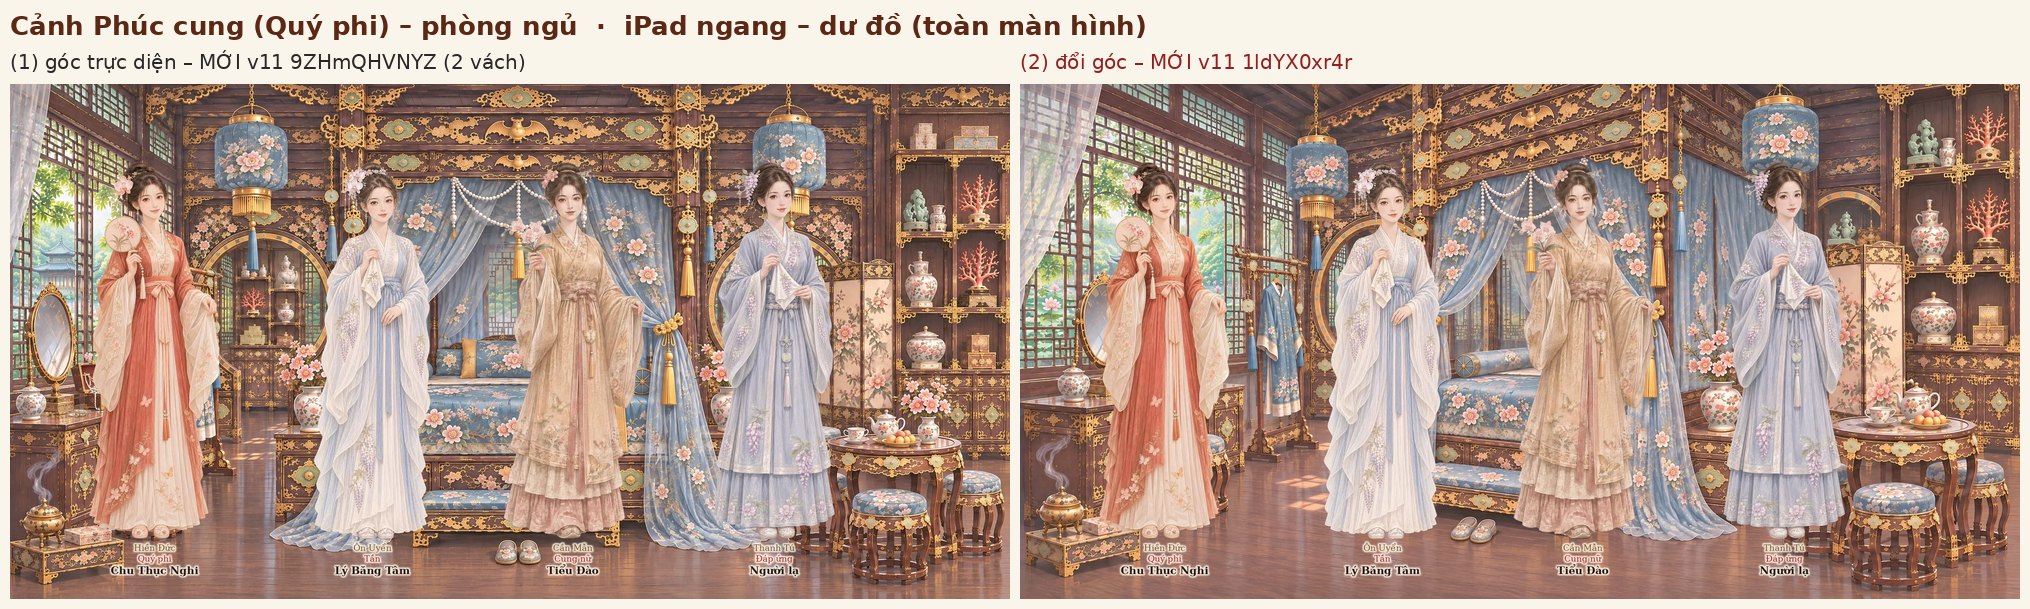 Cảnh Phúc cung (Quý phi) – phòng ngủ · iPad ngang – dư đồ (toàn màn hình)
(1) góc trực diện – MỚI v11 9ZHmQHVNYZ (2 vách)
(2) đổi góc – MỚI v11 1ldYX0xr4r
Hiền Đức
Quý phi
Chu Thục Nghi
Ôn Uyển
Tần
Lý Băng Tâm
Cần Mẫn
Cung nữ
Tiểu Đào
Thanh Tú
Đáp ứng
Người lạ
Hiền Đức
Quý phi
Chu Thục Nghi
Ôn Uyển
Tần
Lý Băng Tâm
Cần Mẫn
Cung nữ
Tiểu Đào
Thanh Tú
Đáp ứng
Người lạ